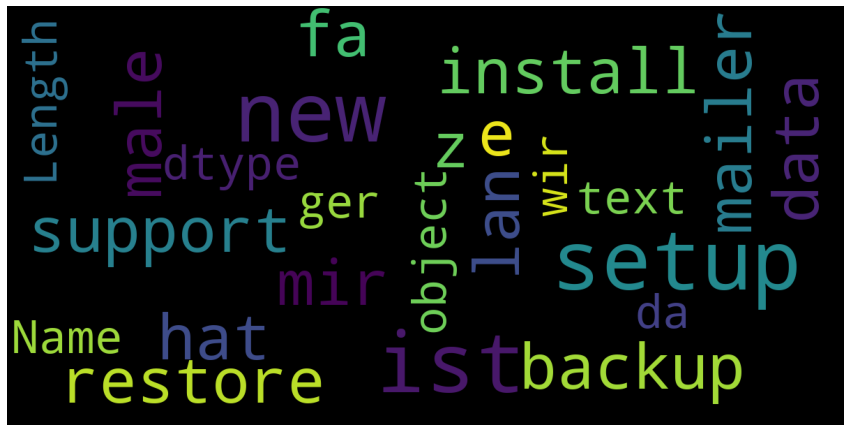 Length
male
fa
new
dtype
install
mailer
data
z
e
wir
lan
object
text
ger
support
mir
setup
da
Name
hat
restore
ist
backup